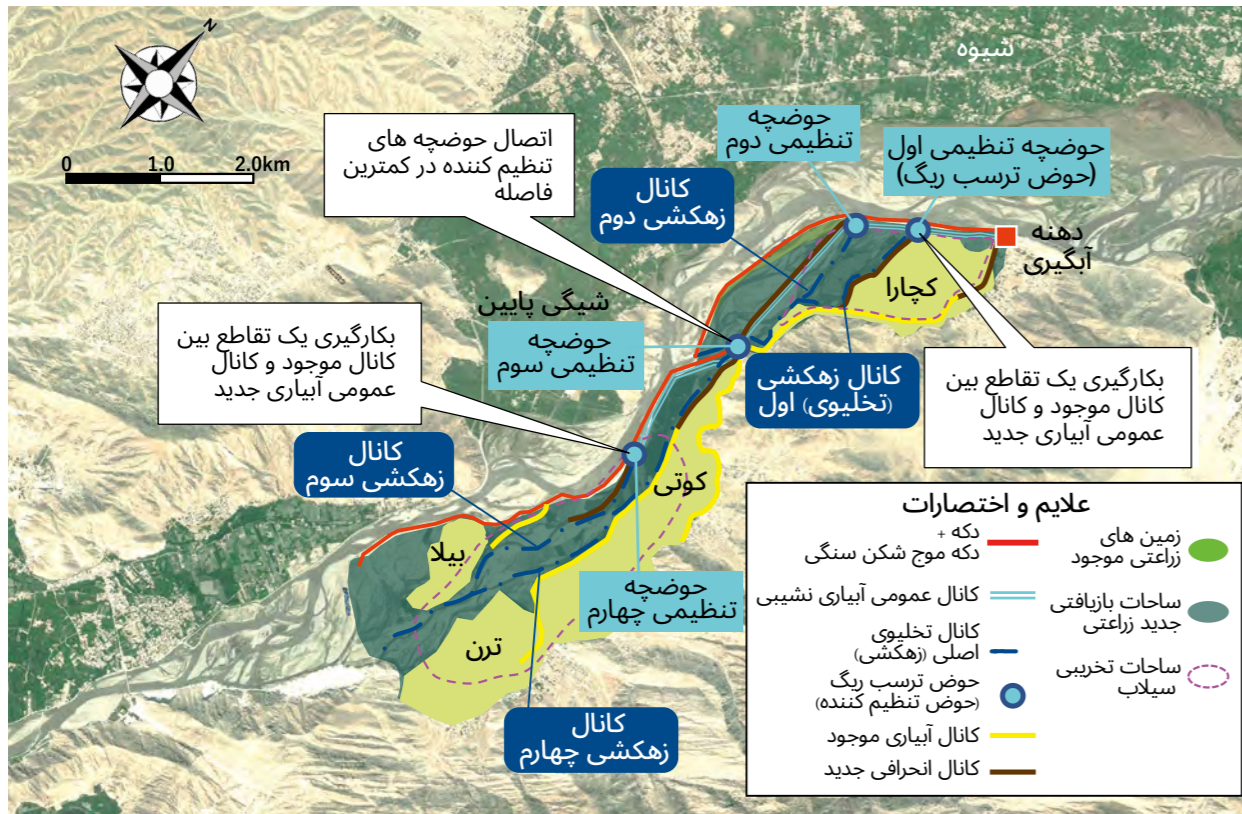 شیوه
N
0 1.0 2.0km
اتصال حوضچه های
تنظیم کننده در کمترین
فاصله
حوضچه
تنظیمی دوم
حوضچه تنظیمی اول
(حوض ترسب ریگ)
کانال
زهکشی دوم
دهنه
آبگیری
کچارا
شیگی پایین
حوضچه
تنظیمی سوم
بکارگیری یک تقاطع بین
کانال موجود و کانال
عمومی آبیاری جدید
کانال زهکشی
(تخلیوی) اول
بکارگیری یک تقاطع بین
کانال موجود و کانال
عمومی آبیاری جدید
کانال
زهکشی سوم
کوتی
بیلا
حوضچه
تنظیمی چهارم
ترن
کانال
زهکشی چهارم
علایم و اختصارات
زمین های
زراعتی موجود
ساحات بازیافتی
جدید زراعتی
ساحات تخریبی
سیلاب
دکه +
دکه موج شکن سنگی
کانال عمومی آبیاری نشیبی
کانال تخلیوی
اصلی (زهکشی)
حوض ترسب ریگ
(حوض تنظیم کننده)
کانال آبیاری موجود
کانال انحرافی جدید